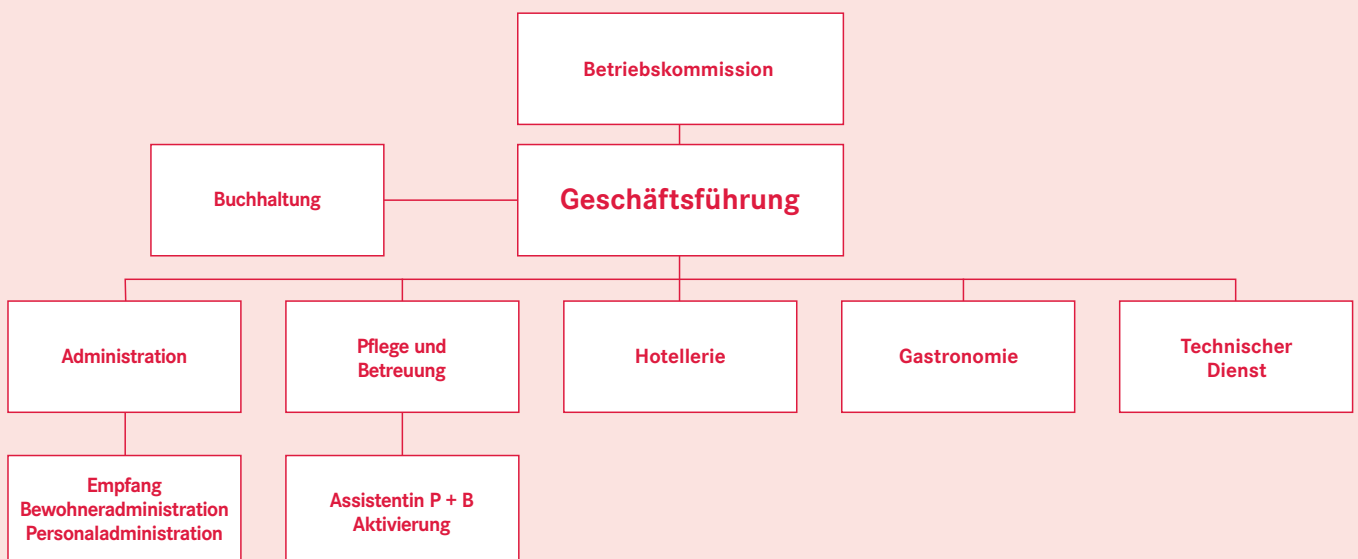 Betriebskommission
Buchhaltung
Geschäftsführung
Administration
Pflege und
Betreuung
Hotellerie
Gastronomie
Technischer
Dienst
Empfang
Bewohneradministration
Personaladministration
Assistentin P + B
Aktivierung